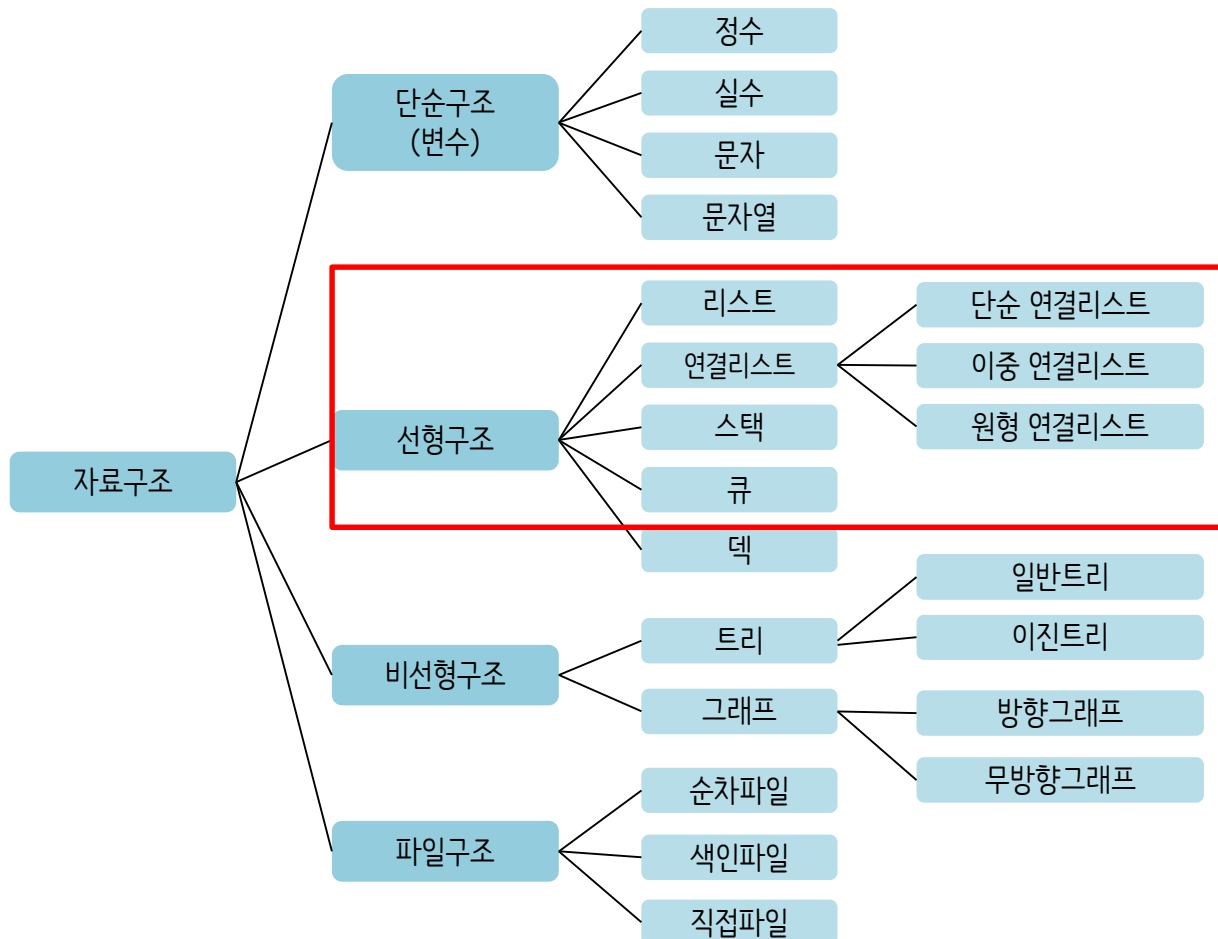 자료구조
단순구조
(변수)
정수
실수
문자
문자열
선형구조
리스트
연결리스트
단순 연결리스트
이중 연결리스트
원형 연결리스트
스택
큐
덱
비선형구조
트리
일반트리
이진트리
그래프
방향그래프
무방향그래프
파일구조
순차파일
색인파일
직접파일